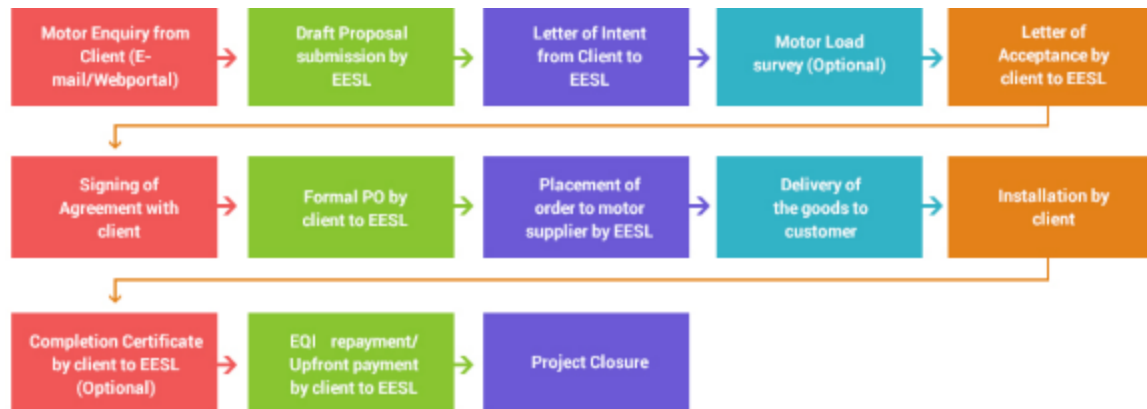 Motor Enquiry from
Client (E-
mail/Webportal)
Draft Proposal
submission by
EESL
Letter of Intent
from Client to
EESL
Motor Load
survey (Optional)
Letter of
Acceptance by
client to EESL
Signing of
Agreement with
client
Formal PO by
client to EESL
Placement of
order to motor
supplier by EESL
Delivery of
the goods to
customer
Installation by
client
Completion Certificate
by client to EESL
(Optional)
EQI repayment/
Upfront payment
by client to EESL
Project Closure